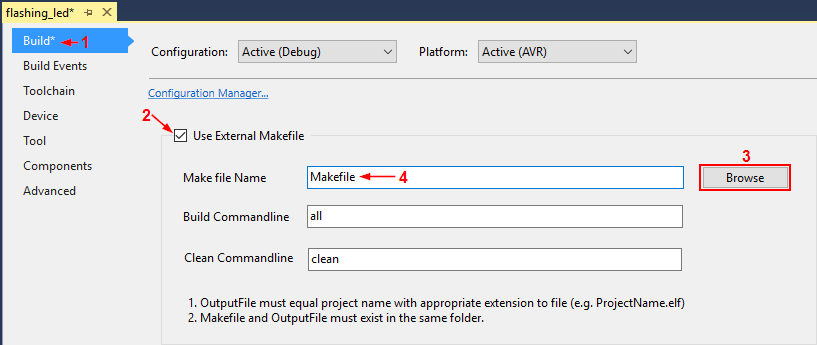 flashing_led*
Build* 1
Build Events
Toolchain
Device
Tool
Components
Advanced
Configuration: Active (Debug) Platform: Active (AVR)
Configuration Manager...
2
Use External Makefile
3
Make file Name Makefile 4 Browse
Build Commandline all
Clean Commandline clean
1. OutputFile must equal project name with appropriate extension to file (e.g. ProjectName.elf)
2. Makefile and OutputFile must exist in the same folder.